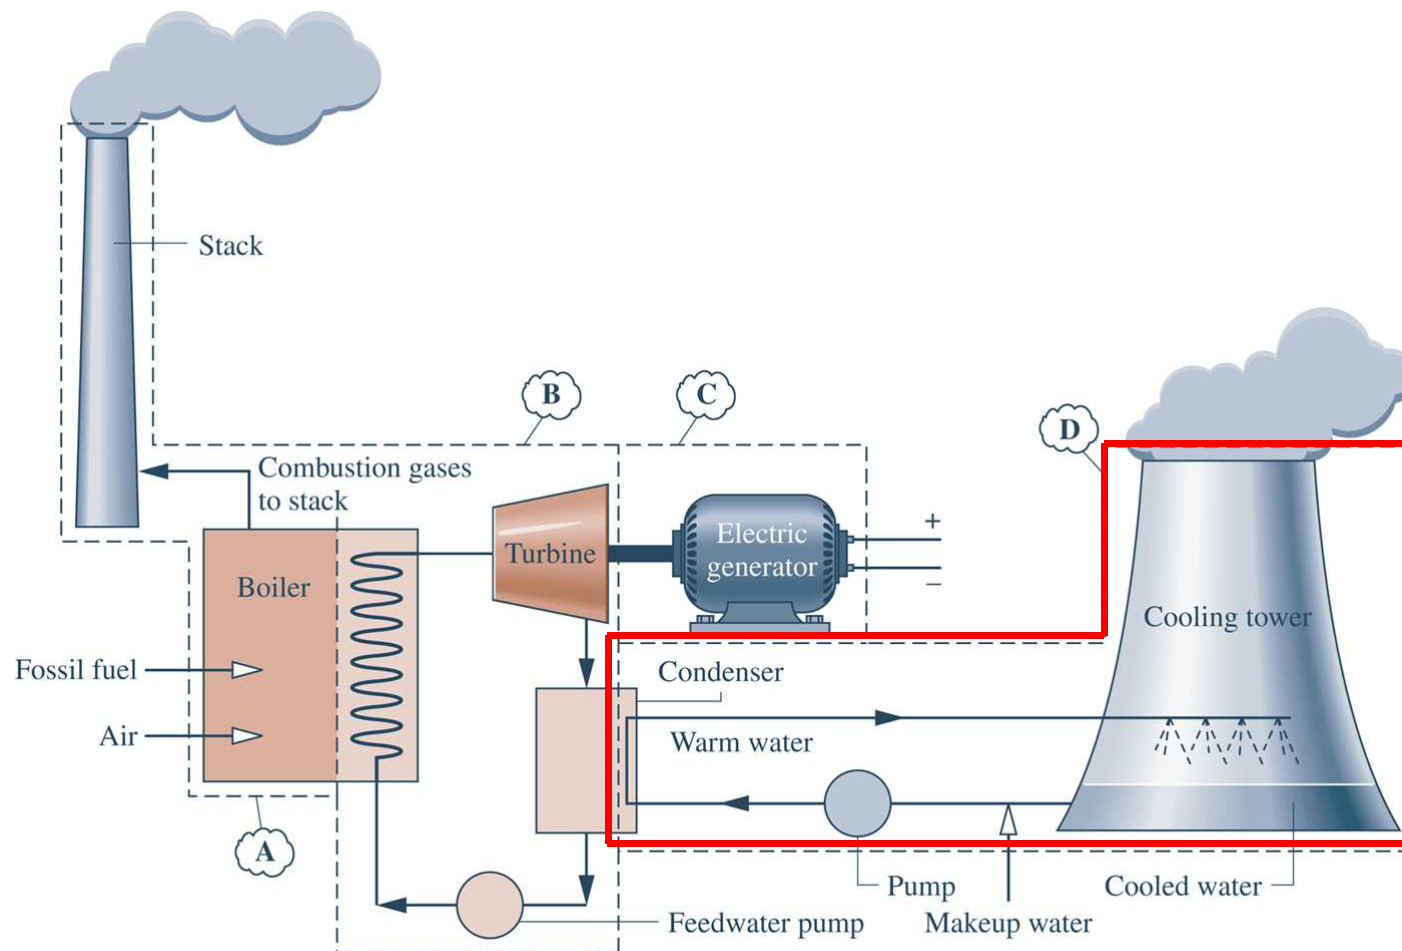 Stack
B
C
D
Combustion gases
to stack
+
Electric
generator
Turbine
−
Boiler
Cooling tower
Fossil fuel
Condenser
Air
Warm water
A
Pump
Cooled water
Feedwater pump
Makeup water